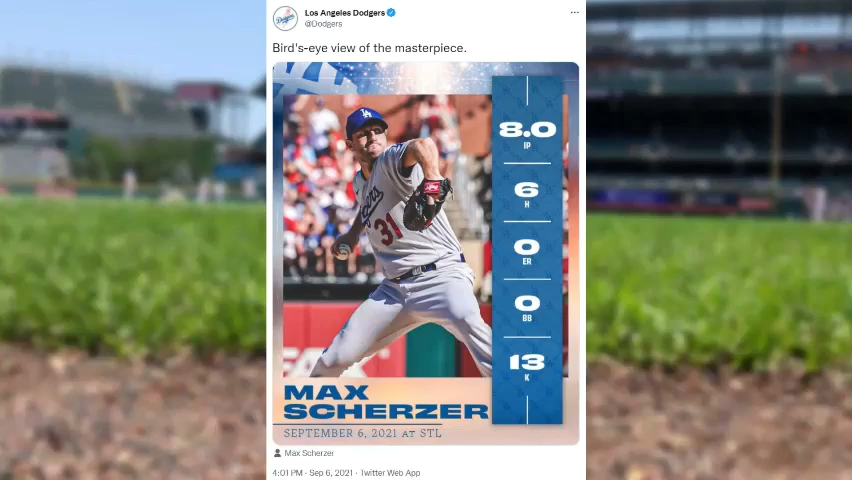 Los Angeles Dodgers
@Dodgers
Bird's-eye view of the masterpiece.
8.0
IP
6
H
0
ER
0
BB
13
K
LA
Dodgers
31
MAX
SCHERZER
SEPTEMBER 6, 2021 AT STL
Max Scherzer
4:01 PM · Sep 6, 2021 · Twitter Web App